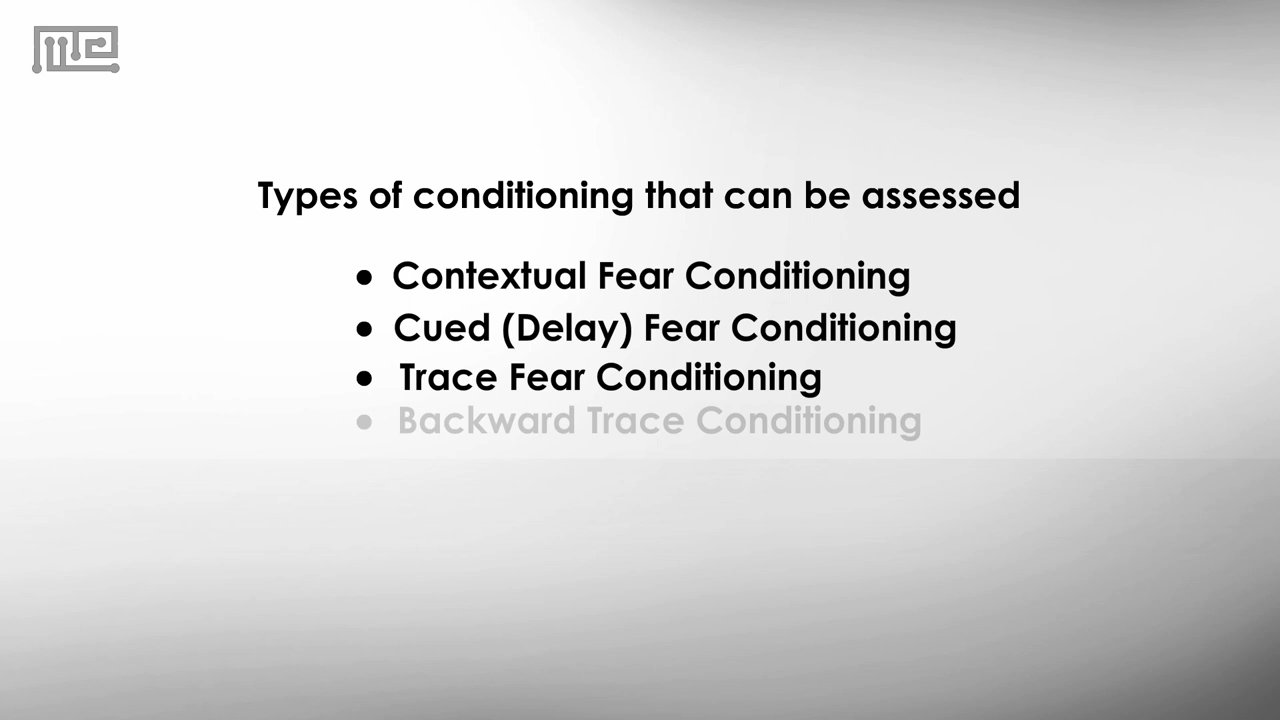 Types of conditioning that can be assessed
• Contextual Fear Conditioning
• Cued (Delay) Fear Conditioning
• Trace Fear Conditioning
• Backward Trace Conditioning